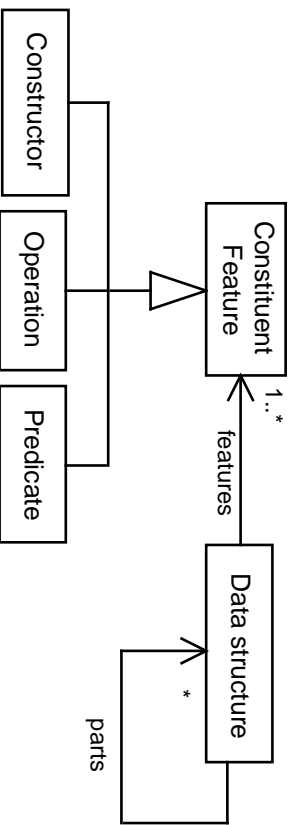 Constituent
Feature
1..*
features
Data structure
*
parts
Constructor
Operation
Predicate